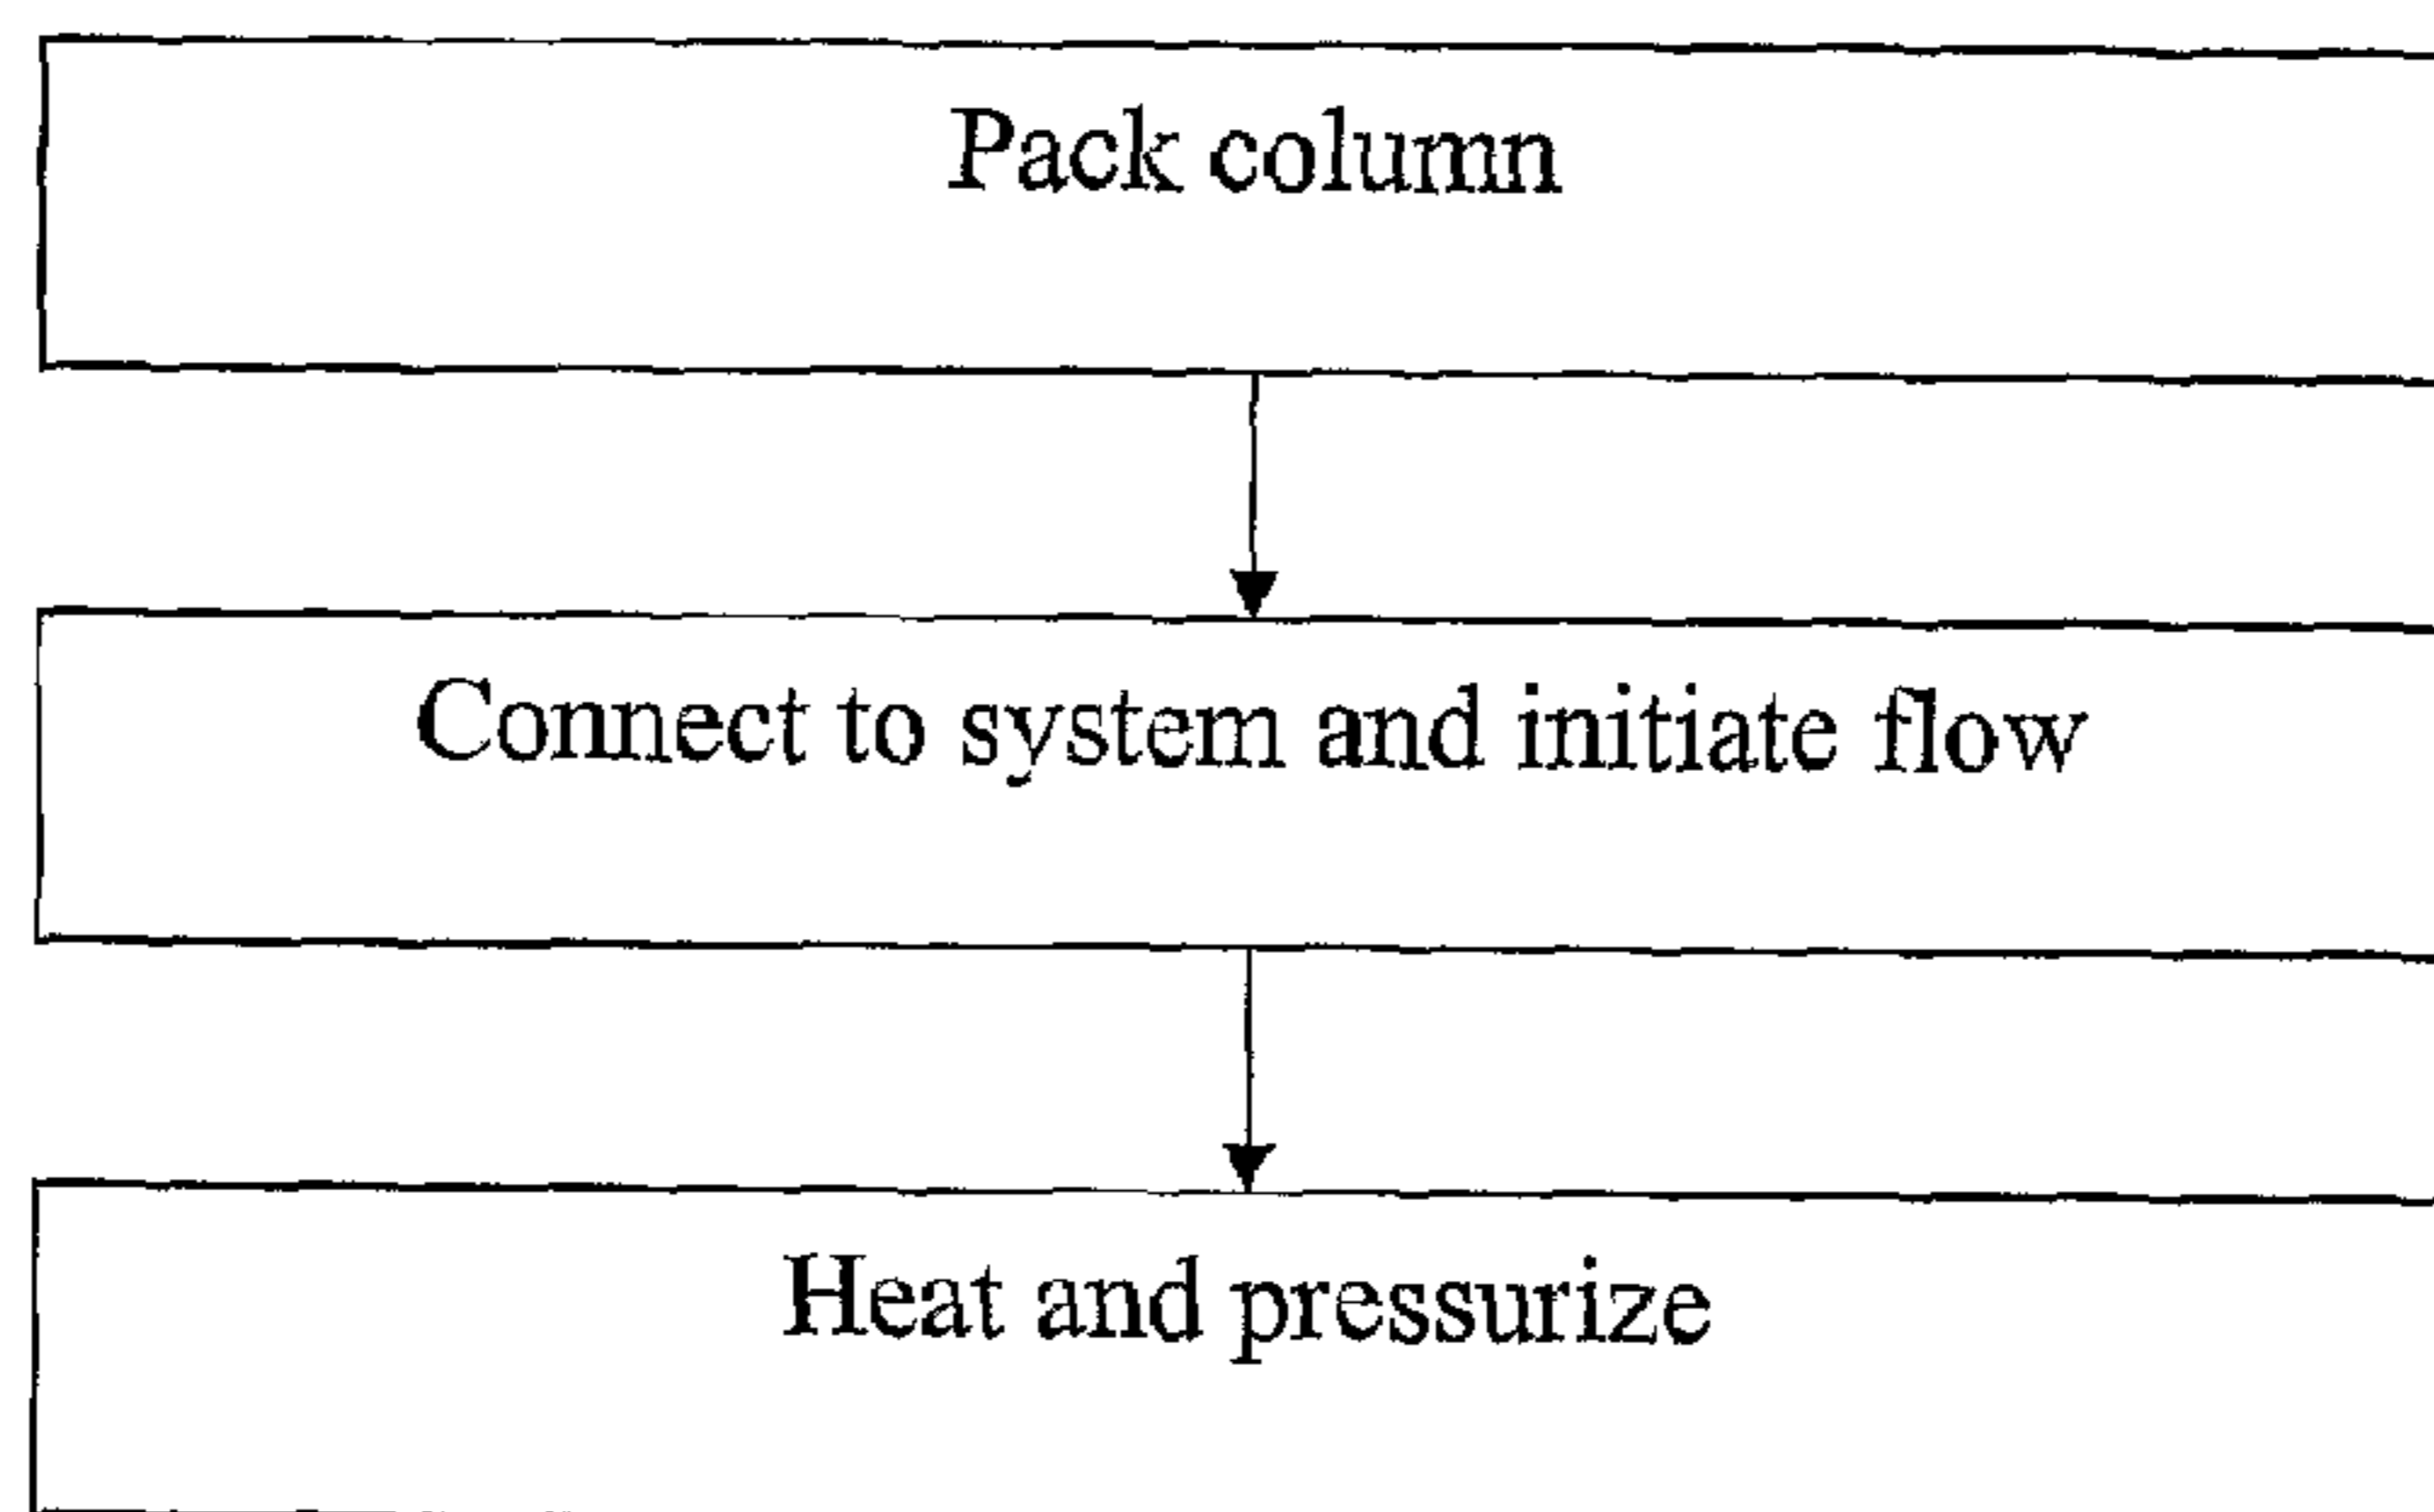 Pack column
Connect to system and initiate flow
Heat and pressurize